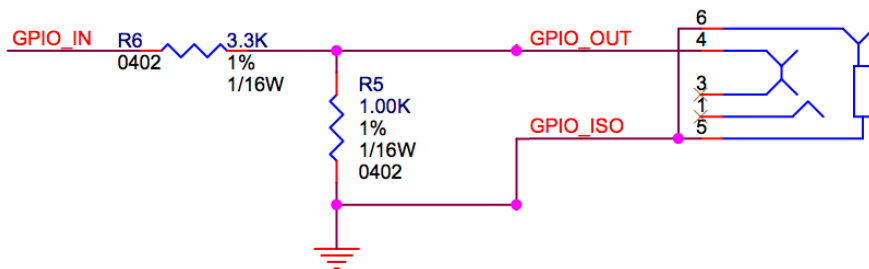 GPIO_IN
R6
0402
3.3K
1%
1/16W
R5
1.00K
1%
1/16W
0402
GPIO_OUT
GPIO_ISO
6
4
3
1
5